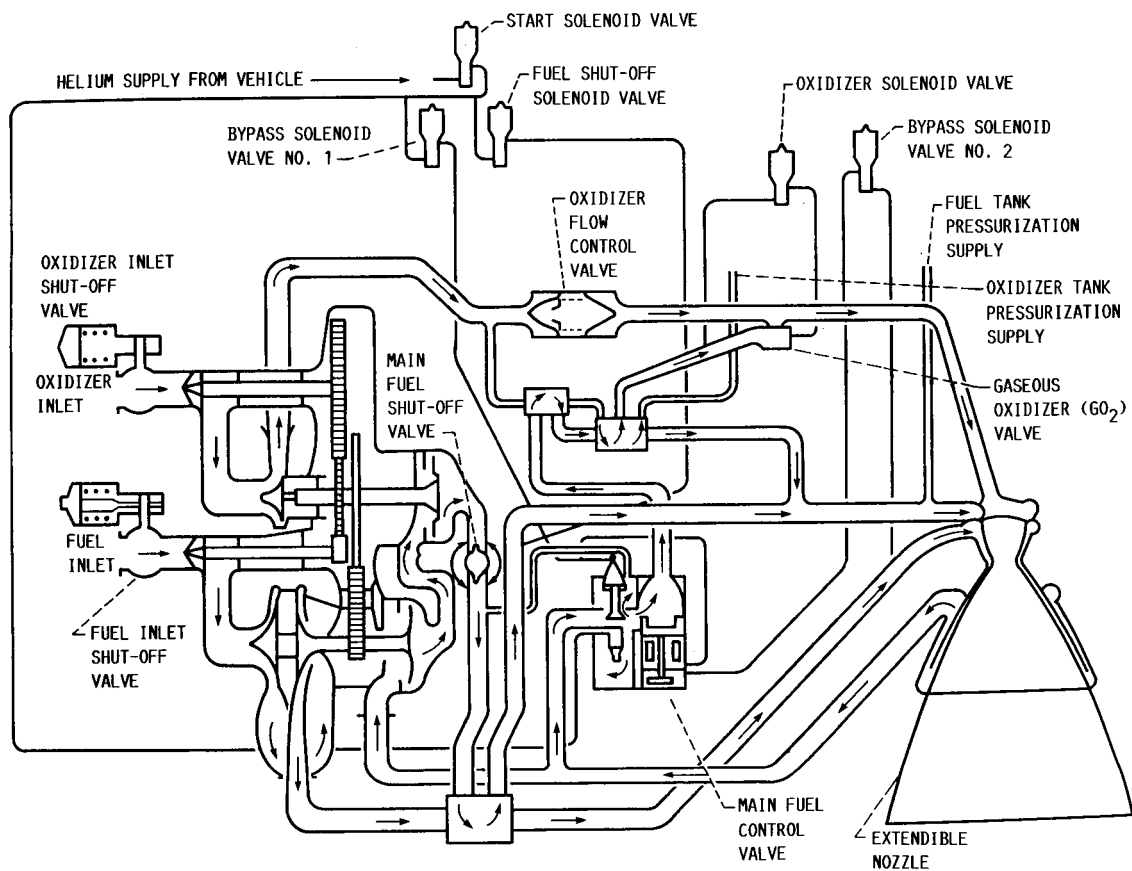 START SOLENOID VALVE
HELIUM SUPPLY FROM VEHICLE
FUEL SHUT-OFF
SOLENOID VALVE
OXIDIZER SOLENOID VALVE
BYPASS SOLENOID
VALVE NO. 1
BYPASS SOLENOID
VALVE NO. 2
OXIDIZER
FLOW
CONTROL
VALVE
FUEL TANK
PRESSURIZATION
SUPPLY
OXIDIZER INLET
SHUT-OFF
VALVE
OXIDIZER TANK
PRESSURIZATION
SUPPLY
OXIDIZER
INLET
MAIN
FUEL
SHUT-OFF
VALVE
GASEOUS
OXIDIZER (GO2)
VALVE
FUEL
INLET
FUEL INLET
SHUT-OFF
VALVE
MAIN FUEL
CONTROL
VALVE
EXTENDIBLE
NOZZLE